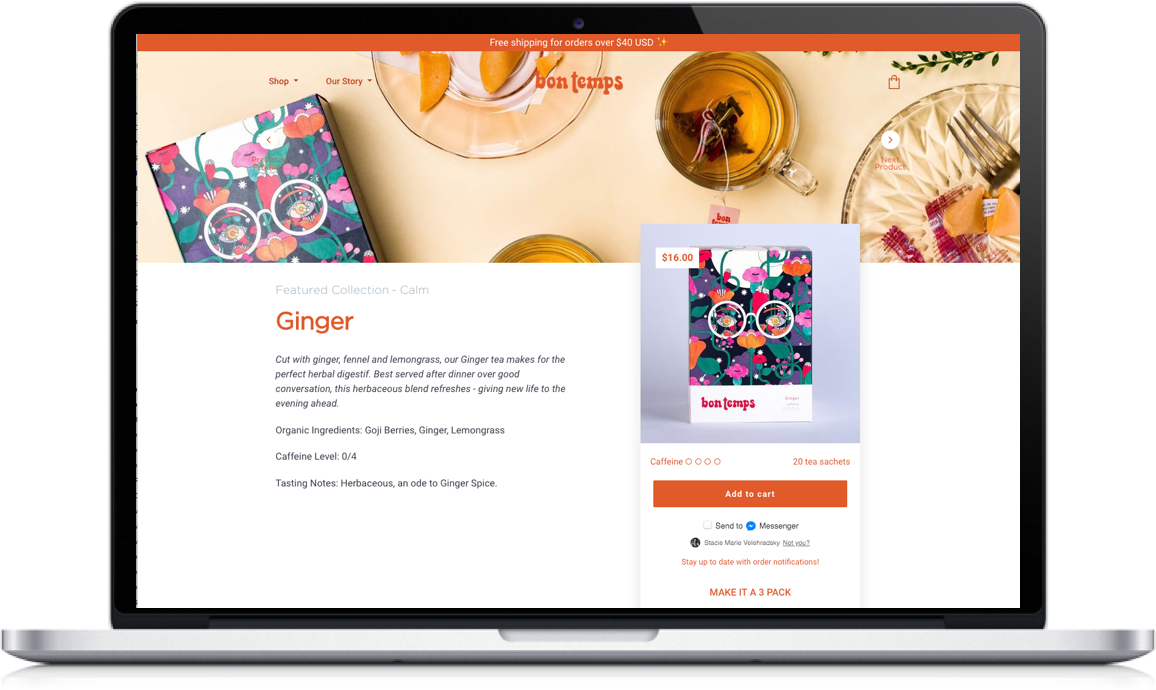 Free shipping for orders over $40 USD ✨
Shop
Our Story
bon temps
Next
Product
bon
$16.00
Featured Collection - Calm
Ginger
Cut with ginger, fennel and lemongrass, our Ginger tea makes for the
perfect herbal digestif. Best served after dinner over good
conversation, this herbaceous blend refreshes - giving new life to the
evening ahead.
Organic Ingredients: Goji Berries, Ginger, Lemongrass
Caffeine Level: 0/4
Tasting Notes: Herbaceous, an ode to Ginger Spice.
bon temps
Ginger
Caffeine
20 tea sachets
Add to cart
Send to Messenger
Stacie Marie Velehradsky Not you?
Stay up to date with order notifications!
MAKE IT A 3 PACK